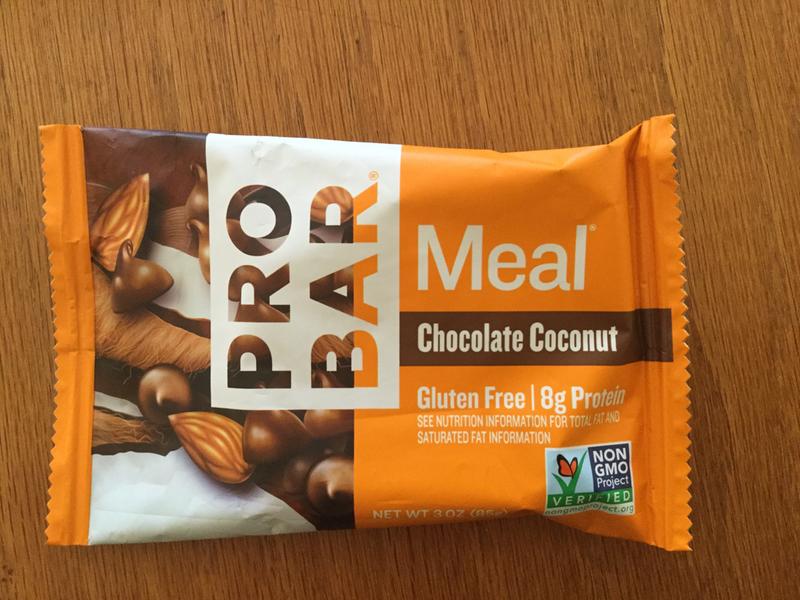 PRO
BAR®
Meal®
Chocolate Coconut
Gluten Free | 8g Protein
SEE NUTRITION INFORMATION FOR TOTAL FAT AND
SATURATED FAT INFORMATION
NON
GMO
Project
VERIFIED
nongmoproject.org
NET WT 3 OZ (85g)